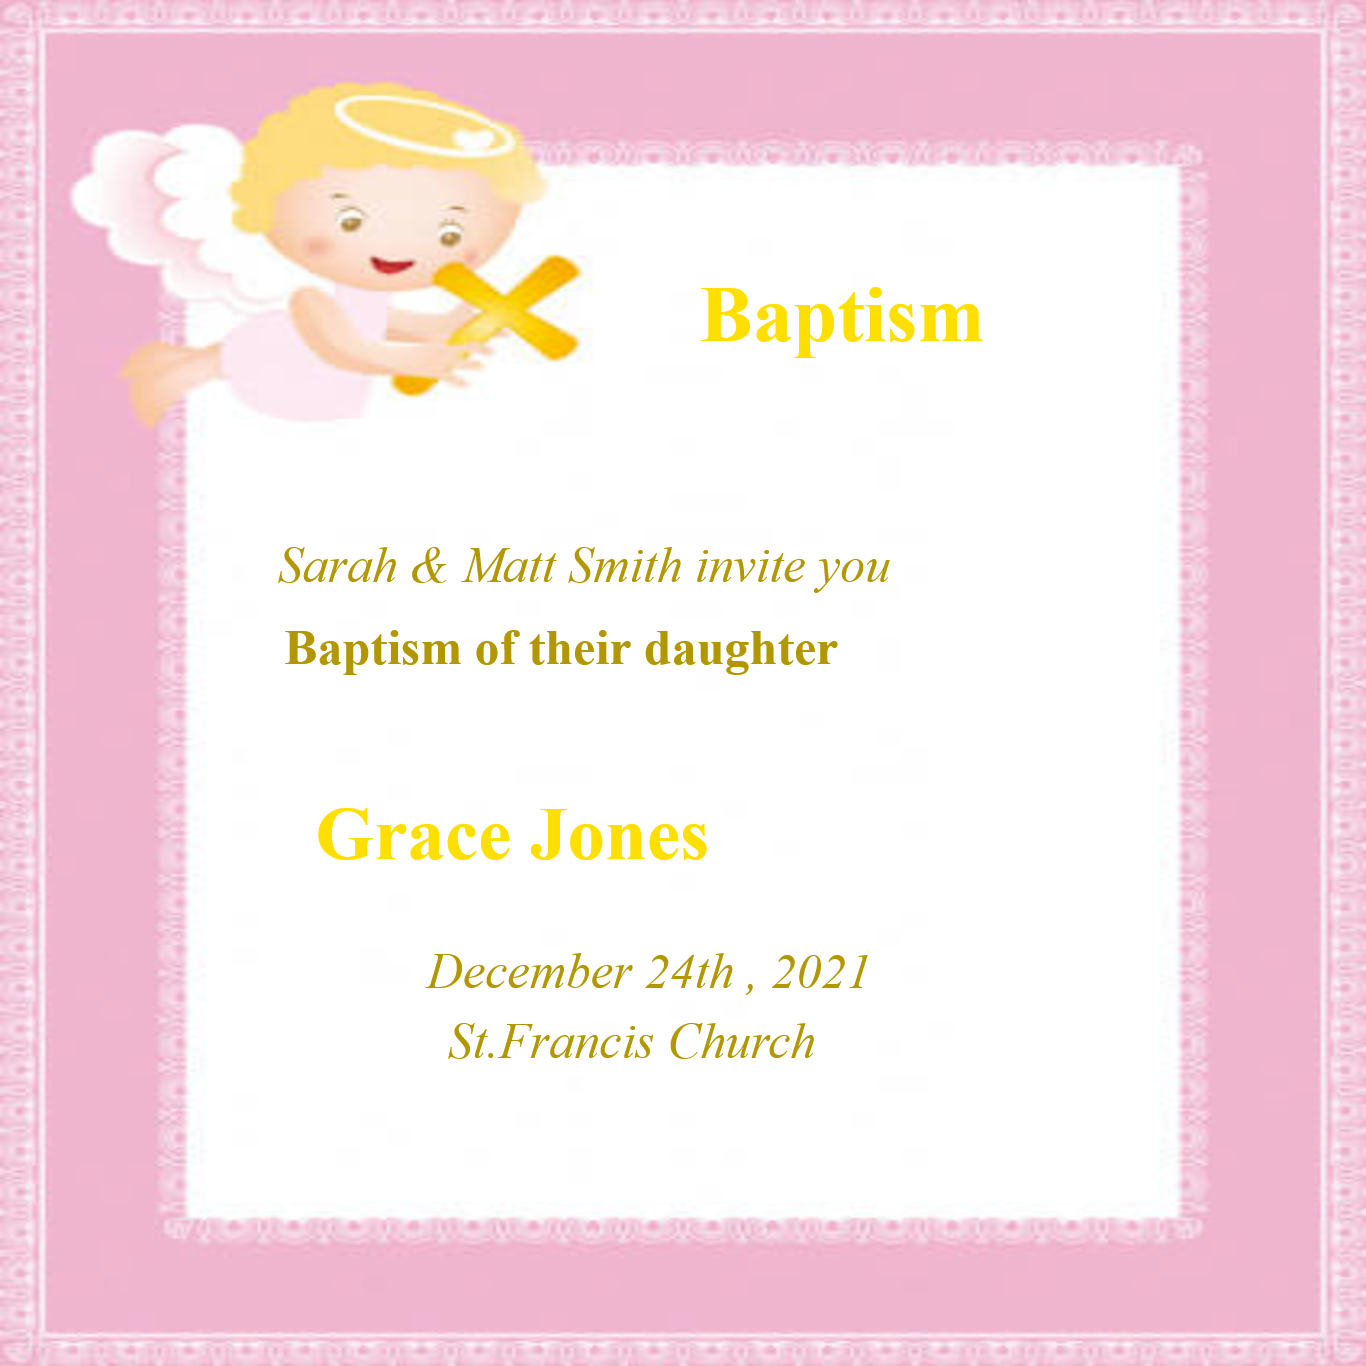 Baptism
Sarah & Matt Smith invite you
Baptism of their daughter
Grace Jones
December 24th , 2021
St.Francis Church